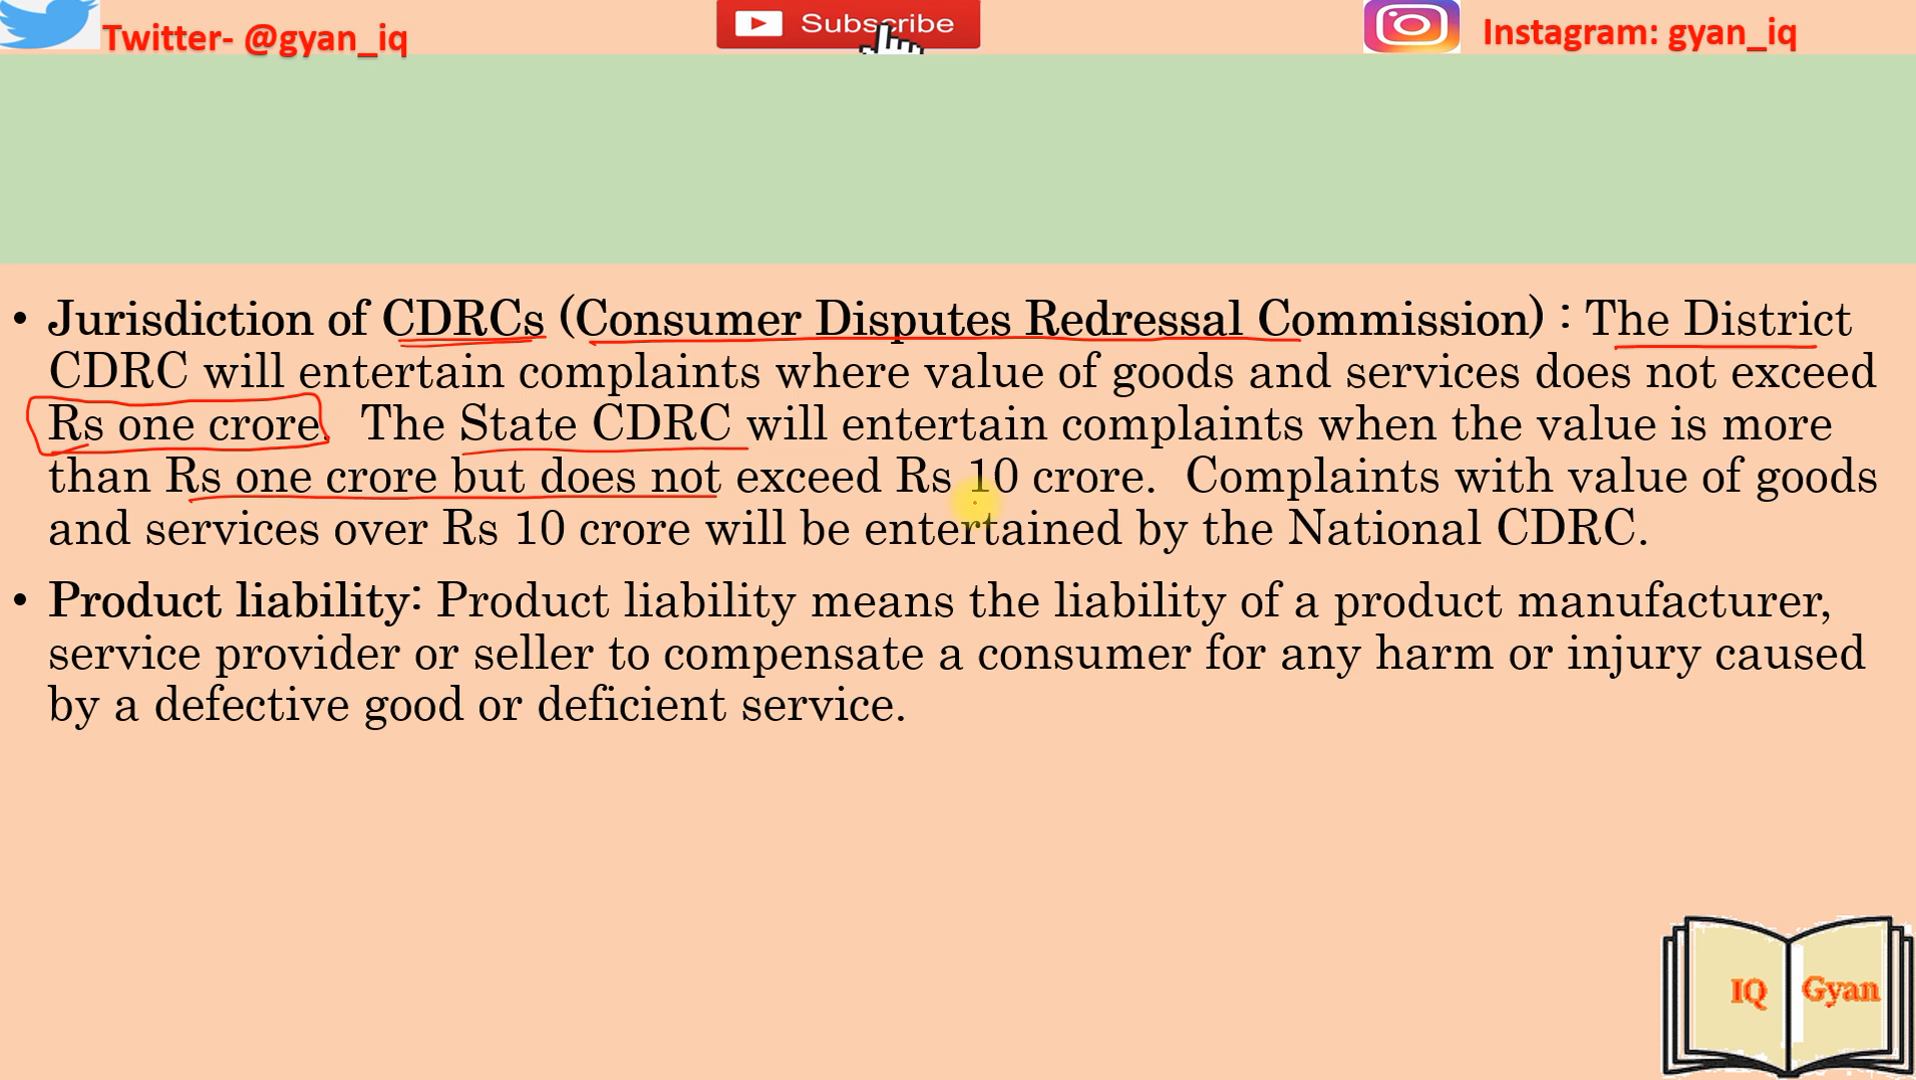 Twitter- @gyan_iq
Subscribe
Instagram: gyan_iq
• Jurisdiction of CDRCs (Consumer Disputes Redressal Commission) : The District
CDRC will entertain complaints where value of goods and services does not exceed
Rs one crore.  The State CDRC will entertain complaints when the value is more
than Rs one crore but does not exceed Rs 10 crore.  Complaints with value of goods
and services over Rs 10 crore will be entertained by the National CDRC.
• Product liability: Product liability means the liability of a product manufacturer,
service provider or seller to compensate a consumer for any harm or injury caused
by a defective good or deficient service.
IQ Gyan